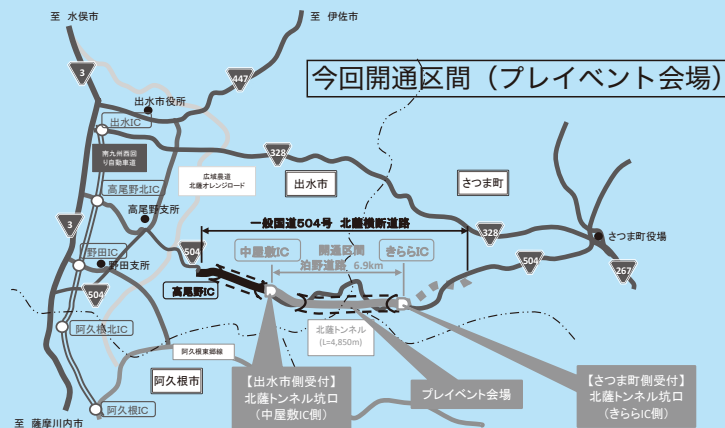 至 水俣市
至 伊佐市
今回開通区間（プレイベント会場）
3
447
出水市役所
出水IC
南九州西回
り自動車道
328
広域農道
北薩オレンジロード
出水市
さつま町
高尾野北IC
高尾野支所
3
一般国道504号 北薩横断道路
328
さつま町役場
504
中屋敷IC
開通区間
泊野道路 6.9km
きららIC
野田IC
野田支所
504
267
504
高尾野IC
阿久根北IC
北薩トンネル
(L=4,850m)
阿久根東郷線
阿久根市
【出水市側受付】
北薩トンネル坑口
（中屋敷IC側）
プレイベント会場
【さつま町側受付】
北薩トンネル坑口
（きららIC側）
阿久根IC
至 薩摩川内市